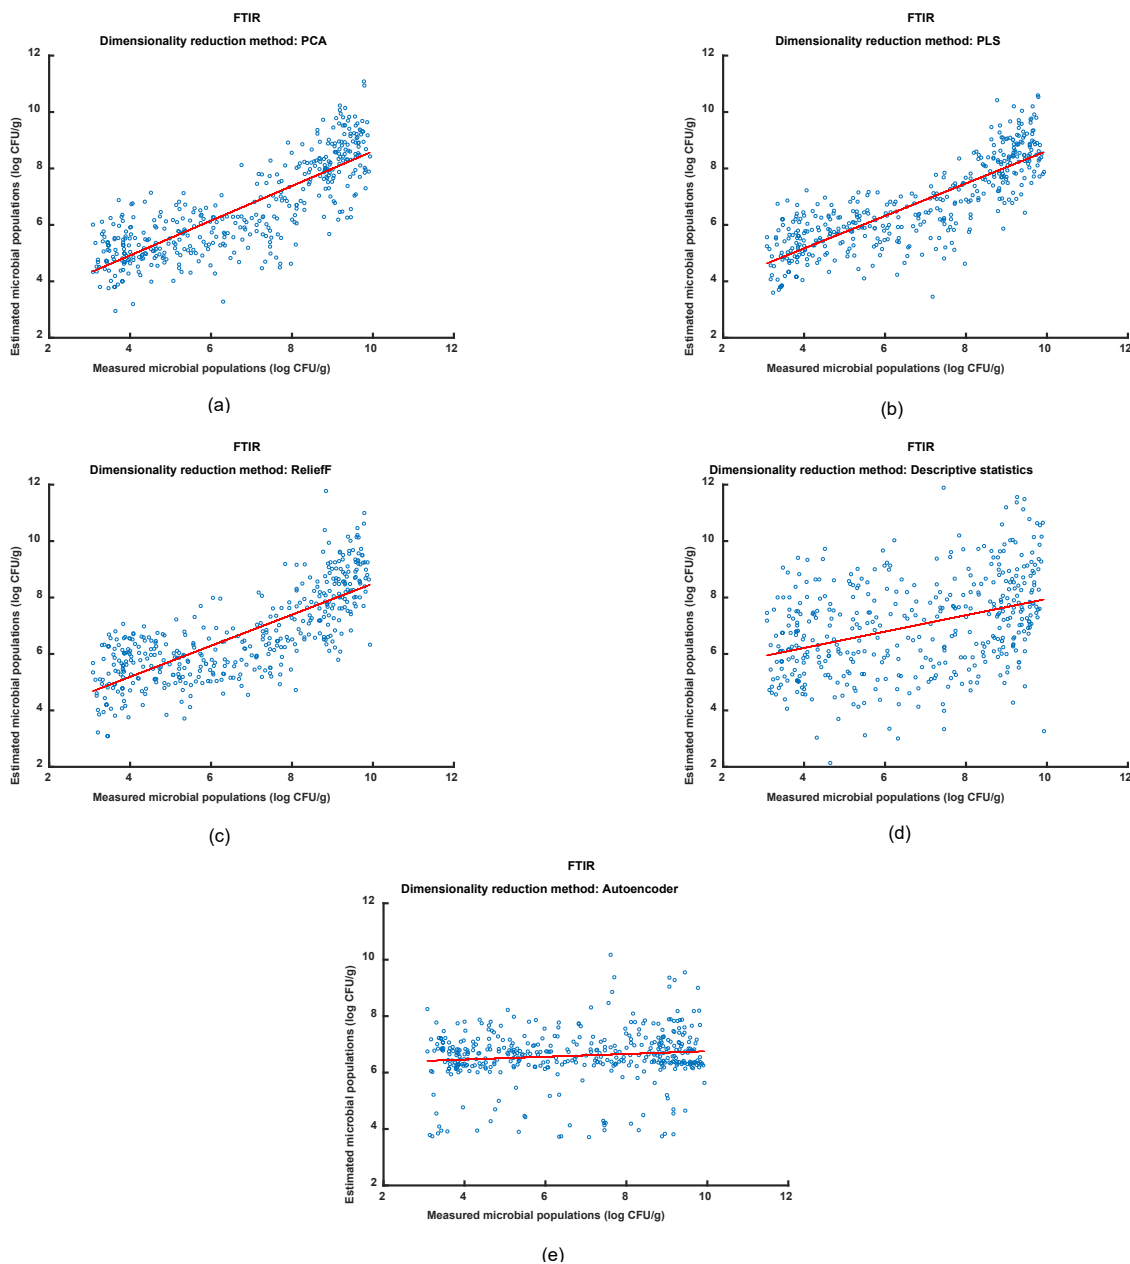 FTIR
Dimensionality reduction method: PCA
12
10
8
6
4
2
Estimated microbial populations (log CFU/g)
2 4 6 8 10 12
Measured microbial populations (log CFU/g)
(a)
FTIR
Dimensionality reduction method: PLS
12
10
8
6
4
2
Estimated microbial populations (log CFU/g)
2 4 6 8 10 12
Measured microbial populations (log CFU/g)
(b)
FTIR
Dimensionality reduction method: ReliefF
12
10
8
6
4
2
Estimated microbial populations (log CFU/g)
2 4 6 8 10 12
Measured microbial populations (log CFU/g)
(c)
FTIR
Dimensionality reduction method: Descriptive statistics
12
10
8
6
4
2
Estimated microbial populations (log CFU/g)
2 4 6 8 10 12
Measured microbial populations (log CFU/g)
(d)
FTIR
Dimensionality reduction method: Autoencoder
12
10
8
6
4
2
Estimated microbial populations (log CFU/g)
2 4 6 8 10 12
Measured microbial populations (log CFU/g)
(e)